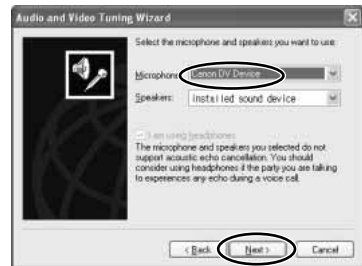 Audio and Video Tuning Wizard
Select the microphone and speakers you want to use:
Microphone: Canon DV Device
Speakers: installed sound device
I am using headphones
The microphone and speakers you selected do not
support acoustic echo cancellation. You should
consider using headphones if the party you are talking
to experiences any echo during a voice call.
< Back Next > Cancel